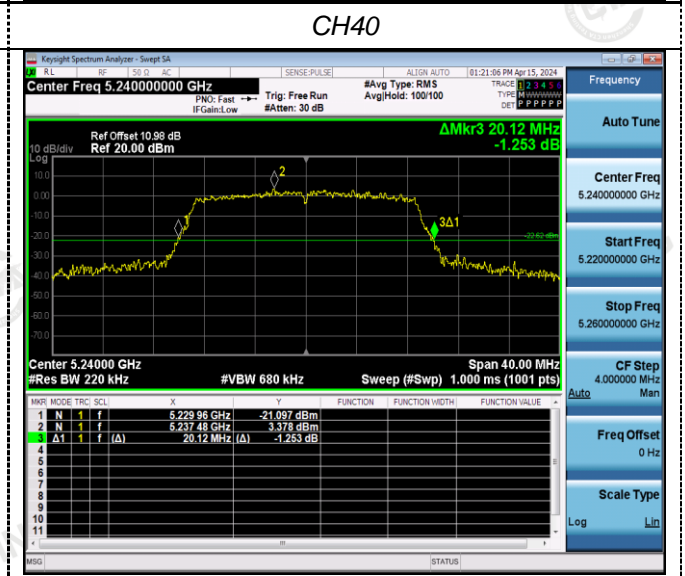 CH40
Keysight Spectrum Analyzer - Swept SA
RL RF 50 Ω AC SENSE:PULSE ALIGN AUTO 01:21:06 PM Apr 15, 2024
Center Freq 5.240000000 GHz
PNO: Fast
IFGain:Low
Trig: Free Run
#Atten: 30 dB
#Avg Type: RMS
Avg|Hold: 100/100
TRACE 1 2 3 4 5 6
TYPE M WWWWW
DET P P P P P P
Ref Offset 10.98 dB
10 dB/div Ref 20.00 dBm
Log
ΔMkr3 20.12 MHz
-1.253 dB
10.0
0.00
-10.0
-20.0
-30.0
-40.0
-50.0
-60.0
-70.0
1
2
3Δ1
-22.62 dBm
Center 5.24000 GHz Span 40.00 MHz
#Res BW 220 kHz #VBW 680 kHz Sweep (#Swp) 1.000 ms (1001 pts)
MKR MODE TRC SCL X Y FUNCTION FUNCTION WIDTH FUNCTION VALUE
1 N 1 f 5.229 96 GHz -21.097 dBm
2 N 1 f 5.237 48 GHz 3.378 dBm
3 Δ1 1 f (Δ) 20.12 MHz (Δ) -1.253 dB
4
5
6
7
8
9
10
11
MSG STATUS
Frequency
Auto Tune
Center Freq
5.240000000 GHz
Start Freq
5.220000000 GHz
Stop Freq
5.260000000 GHz
CF Step
4.000000 MHz
Auto Man
Freq Offset
0 Hz
Scale Type
Log Lin